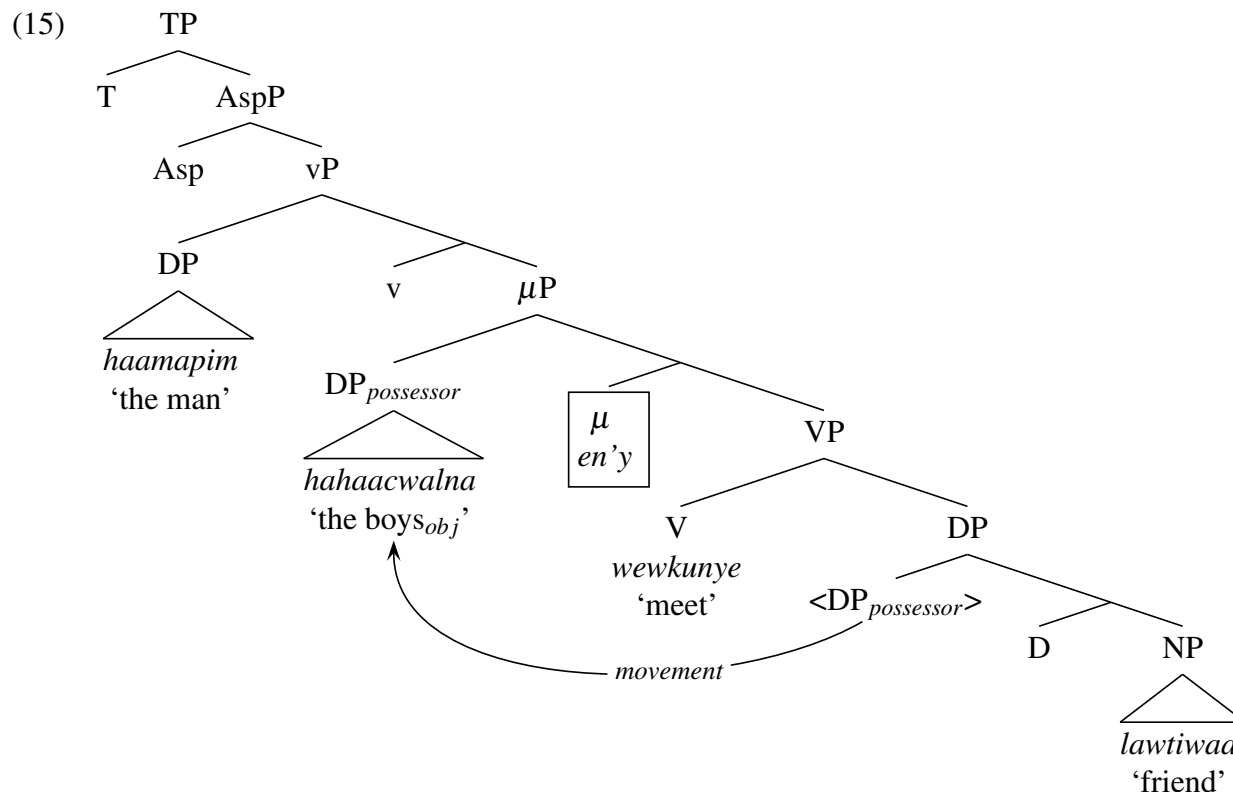 (15) TP
T AspP
Asp vP
DP v μP
haamapim
'the man'
DP_possessor
hahaacwalna
'the boys_obj'
μ
en'y
VP
V DP
wewkunye
'meet'
<DP_possessor>
D NP
movement
lawtiwaa
'friend'